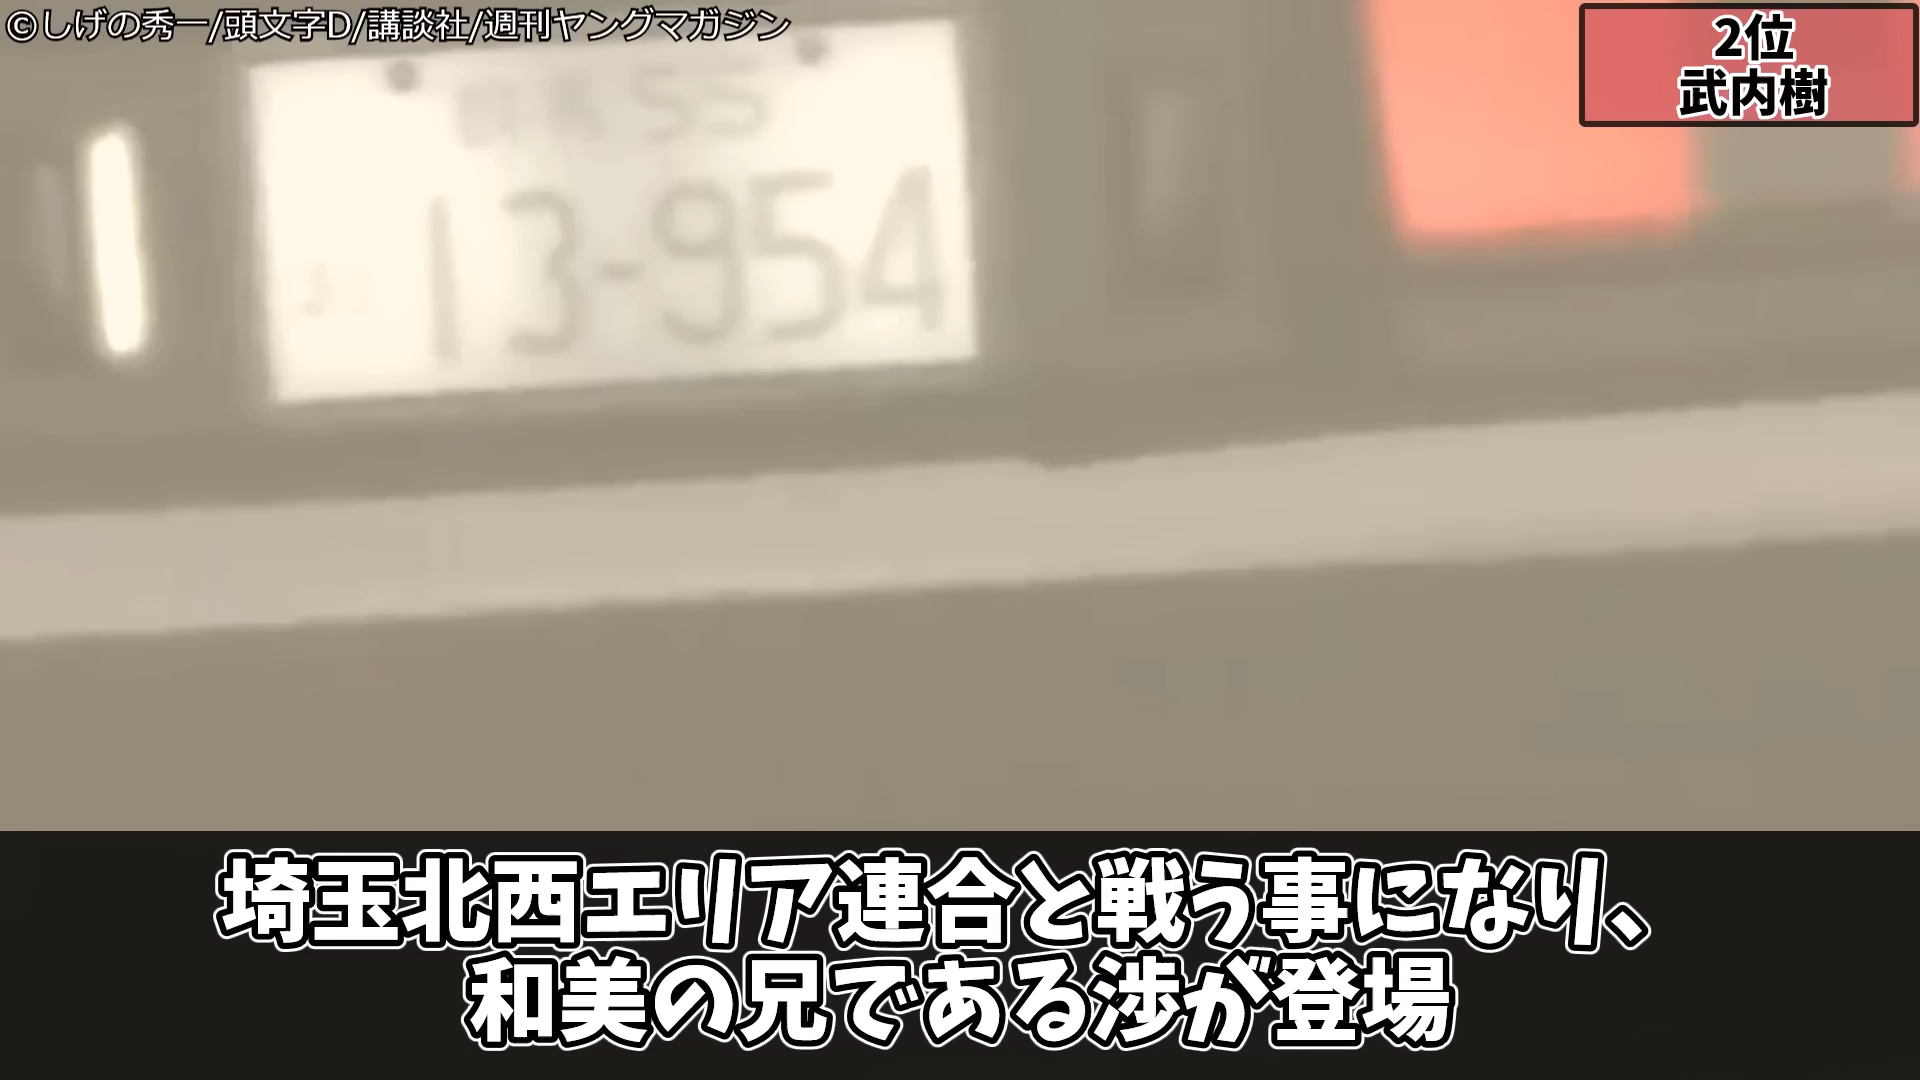 ©しげの秀一/頭文字D/講談社/週刊ヤングマガジン
2位
武内樹
55
13-954
埼玉北西エリア連合と戦う事になり、
和美の兄である渉が登場